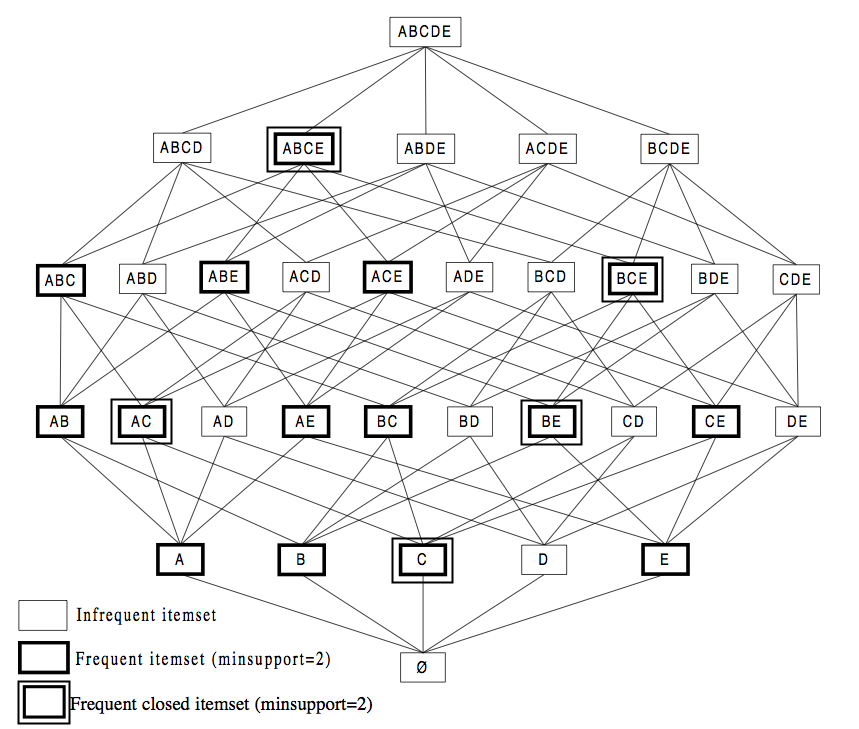 ABCDE
ABCD ABCE ABDE ACDE BCDE
ABC ABD ABE ACD ACE ADE BCD BCE BDE CDE
AB AC AD AE BC BD BE CD CE DE
A B C D E
Infrequent itemset
Frequent itemset (minsupport=2)
Ø
Frequent closed itemset (minsupport=2)